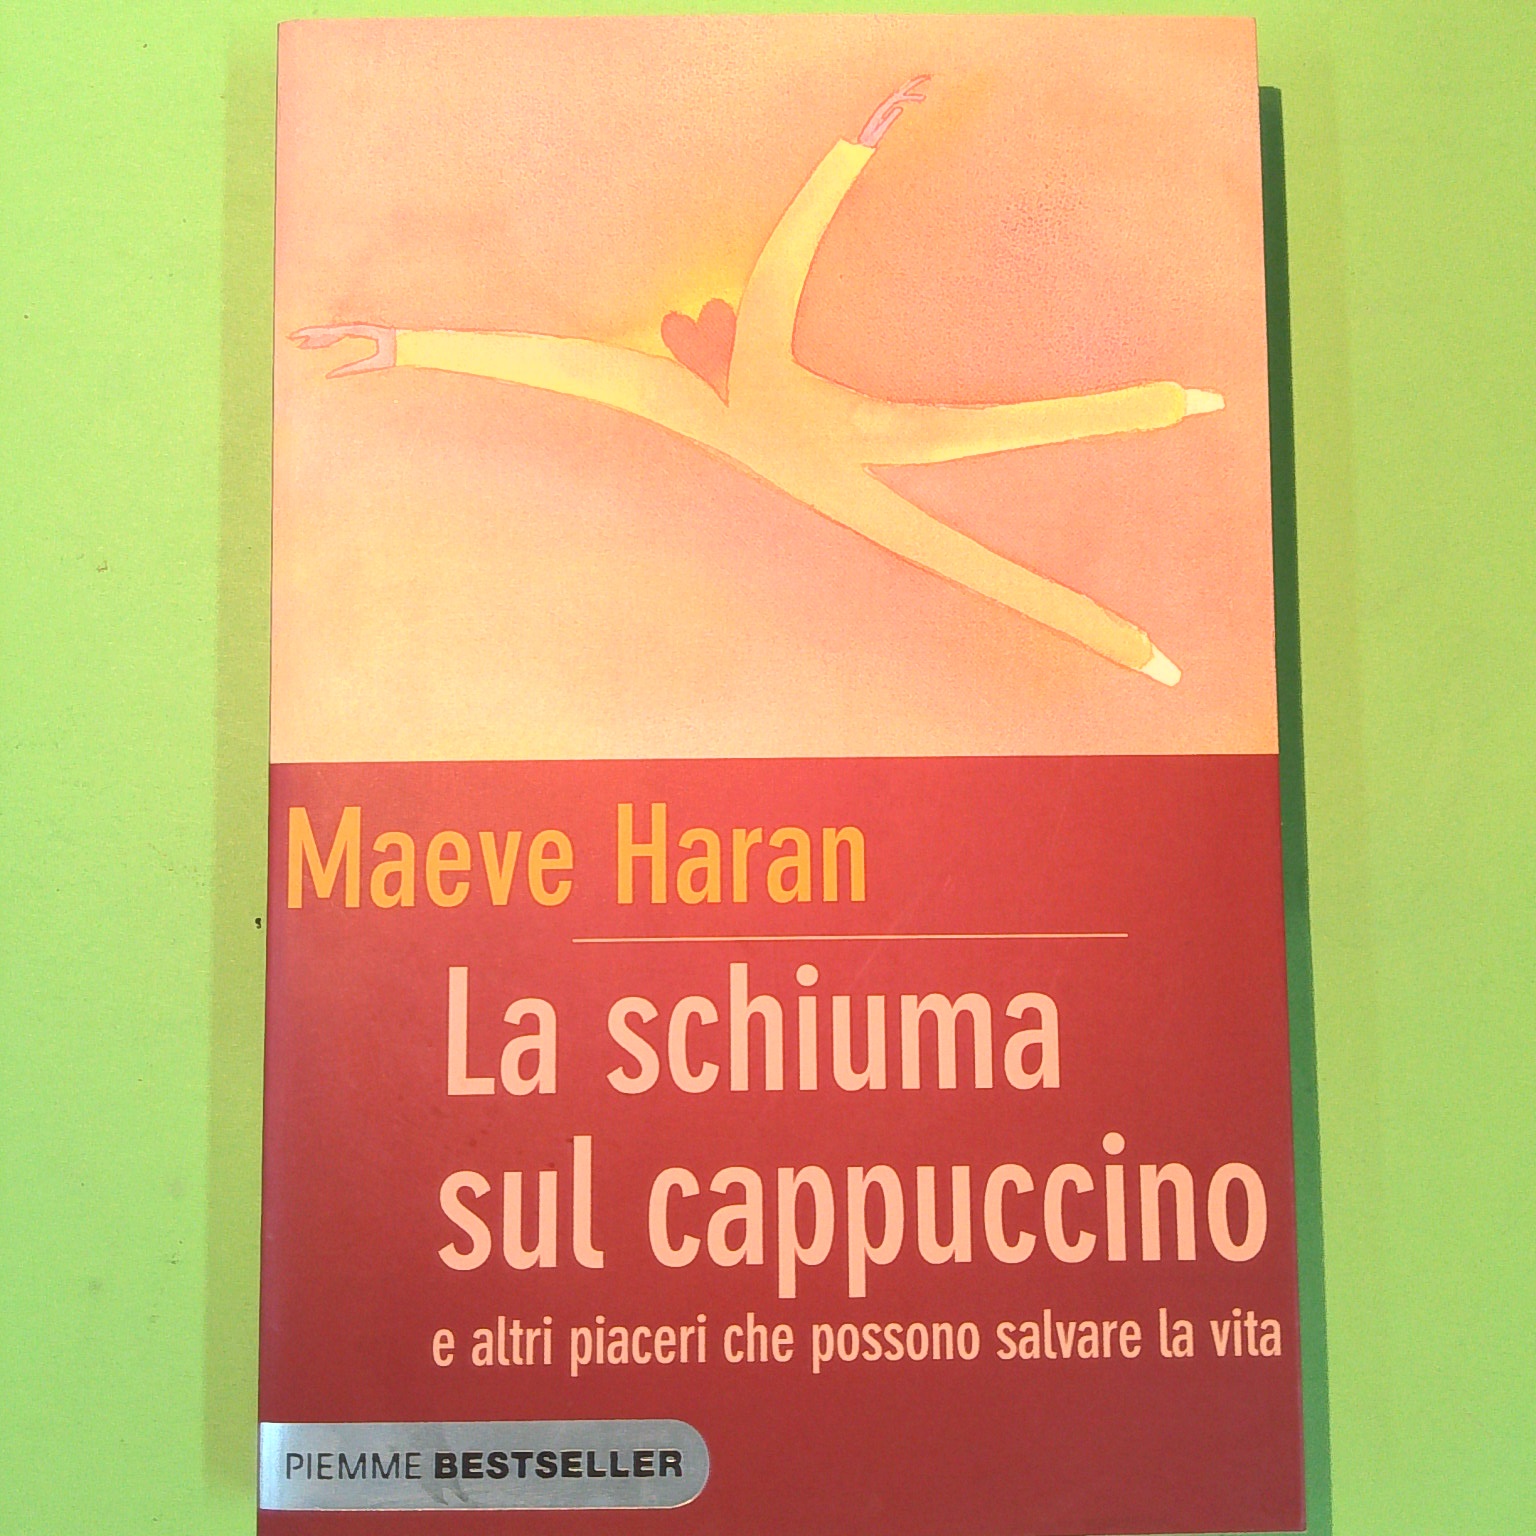 Maeve Haran
La schiuma
sul cappuccino
e altri piaceri che possono salvare la vita
PIEMME BESTSELLER